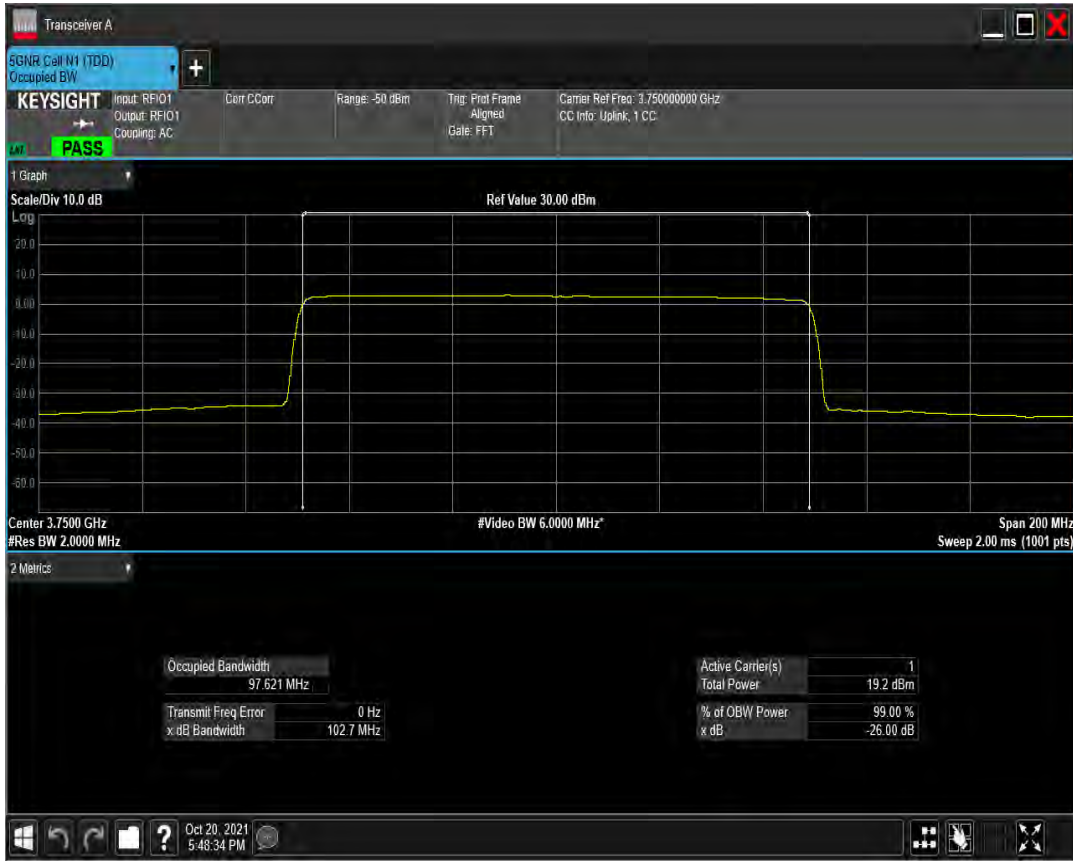 Transceiver A
5GNR Cell N1 (TDD)
Occupied BW
+
KEYSIGHT
Input: RFIO1
Output: RFIO1
Coupling: AC
Corr CCorr
Range: -50 dBm
Trig: Prot Frame
Aligned
Gate: FFT
Carrier Ref Freq: 3.750000000 GHz
CC Info: Uplink, 1 CC
PASS
1 Graph
Scale/Div 10.0 dB
Ref Value 30.00 dBm
Log
20.0
10.0
0.00
-10.0
-20.0
-30.0
-40.0
-50.0
-60.0
Center 3.7500 GHz
#Video BW 6.0000 MHz*
Span 200 MHz
#Res BW 2.0000 MHz
Sweep 2.00 ms (1001 pts)
2 Metrics
Occupied Bandwidth
97.621 MHz
Transmit Freq Error 0 Hz
x dB Bandwidth 102.7 MHz
Active Carrier(s) 1
Total Power 19.2 dBm
% of OBW Power 99.00 %
x dB -26.00 dB
?
Oct 20, 2021
5:48:34 PM